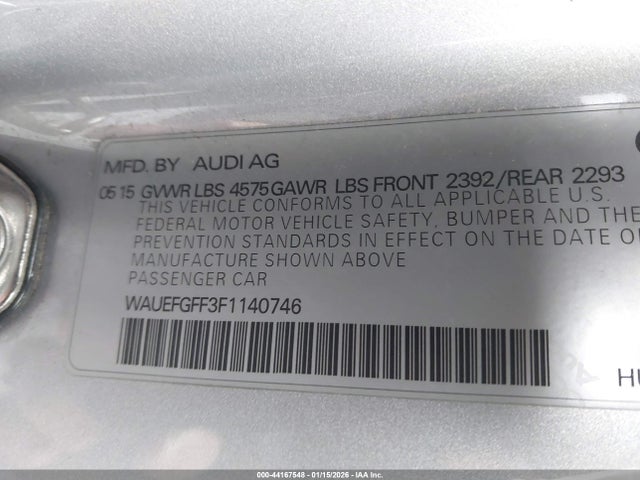 MFD. BY AUDI AG
05 15 GVWR LBS 4575 GAWR LBS FRONT 2392/REAR 2293
THIS VEHICLE CONFORMS TO ALL APPLICABLE U.S.
FEDERAL MOTOR VEHICLE SAFETY, BUMPER AND THE
PREVENTION STANDARDS IN EFFECT ON THE DATE OF
MANUFACTURE SHOWN ABOVE
PASSENGER CAR
WAUEFGFF3F1140746
HU
000-44167548 - 01/15/2026 - IAA Inc.